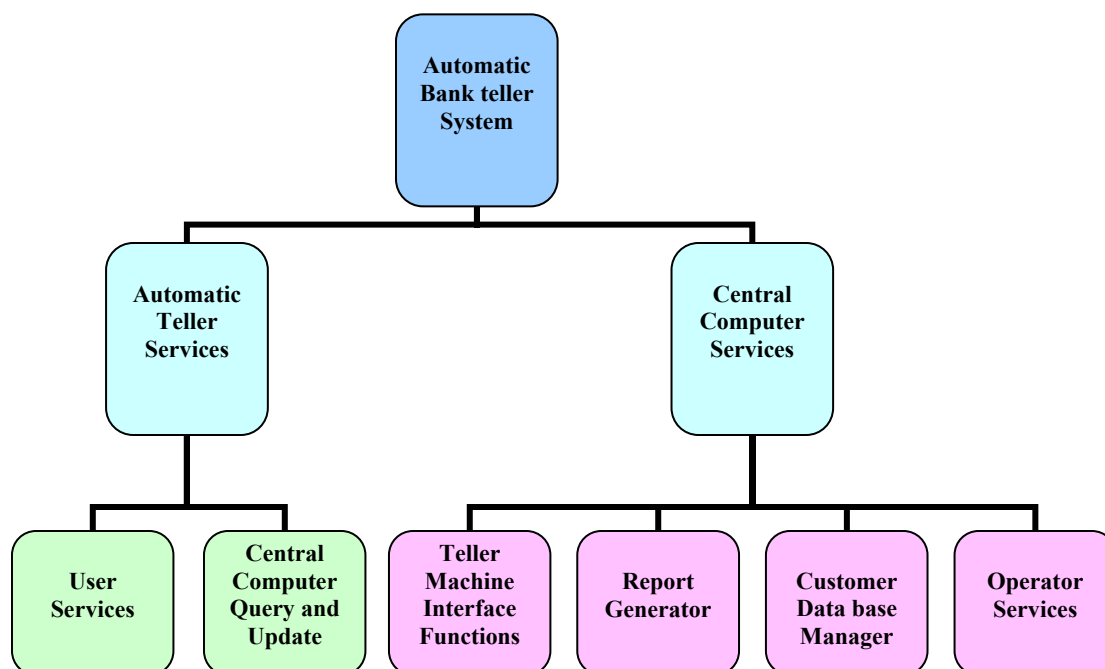 Automatic
Bank teller
System
Automatic
Teller
Services
Central
Computer
Services
User
Services
Central
Computer
Query and
Update
Teller
Machine
Interface
Functions
Report
Generator
Customer
Data base
Manager
Operator
Services